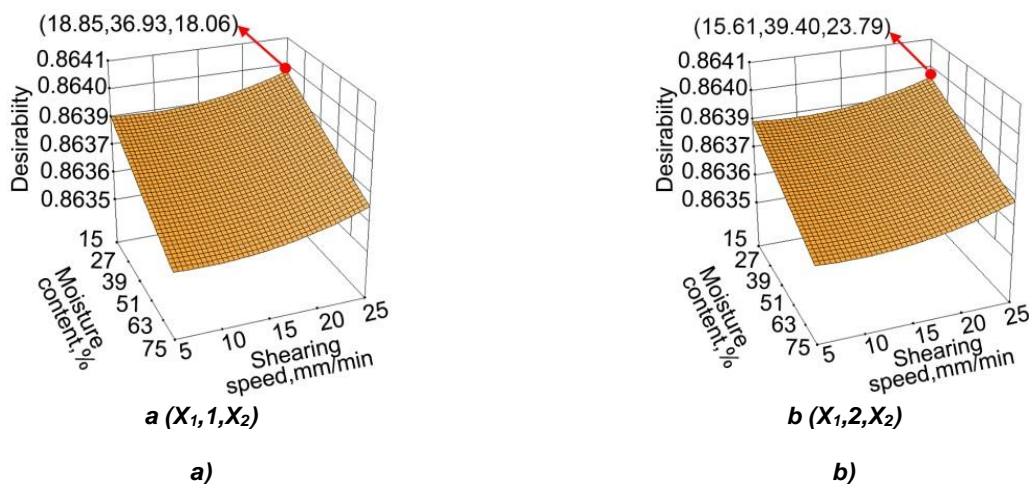 (18.85,36.93,18.06)
0.8641
0.8640
0.8639
0.8637
0.8636
0.8635
Desirabiity
15
27
39
51
63
75
Moisture
content,%
5
10
15
20
25
Shearing
speed,mm/min
a (X₁,1,X₂)
a)
(15.61,39.40,23.79)
0.8641
0.8640
0.8639
0.8637
0.8636
0.8635
Desirabiity
15
27
39
51
63
75
Moisture
content,%
5
10
15
20
25
Shearing
speed,mm/min
b (X₁,2,X₂)
b)